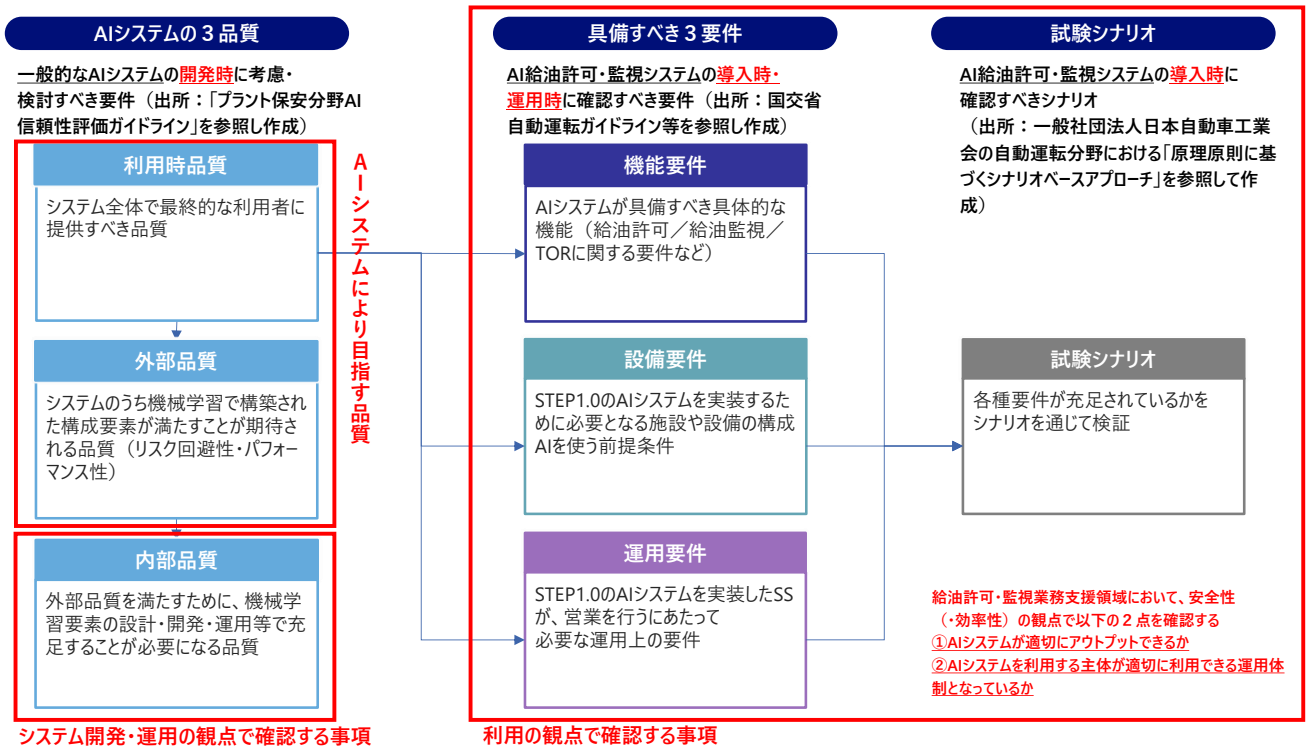 AIシステムの３品質
一般的なAIシステムの開発時に考慮・
検討すべき要件（出所：「プラント保安分野AI
信頼性評価ガイドライン」を参照し作成）
利用時品質
システム全体で最終的な利用者に
提供すべき品質
外部品質
システムのうち機械学習で構築され
た構成要素が満たすことが期待さ
れる品質（リスク回避性・パフォー
マンス性）
内部品質
外部品質を満たすために、機械学
習要素の設計・開発・運用等で充
足することが必要になる品質
システム開発・運用の観点で確認する事項
AIシステムにより目指す品質
具備すべき３要件
AI給油許可・監視システムの導入時・
運用時に確認すべき要件（出所：国交省
自動運転ガイドライン等を参照し作成）
機能要件
AIシステムが具備すべき具体的な
機能（給油許可／給油監視／
TORに関する要件など）
設備要件
STEP1.0のAIシステムを実装するた
めに必要となる施設や設備の構成
AIを使う前提条件
運用要件
STEP1.0のAIシステムを実装したSS
が、営業を行うにあたって
必要な運用上の要件
利用の観点で確認する事項
試験シナリオ
AI給油許可・監視システムの導入時に
確認すべきシナリオ
（出所：一般社団法人日本自動車工業
会の自動運転分野における「原理原則に基
づくシナリオベースアプローチ」を参照して作
成）
試験シナリオ
各種要件が充足されているかを
シナリオを通じて検証
給油許可・監視業務支援領域において、安全性
（・効率性）の観点で以下の２点を確認する
①AIシステムが適切にアウトプットできるか
②AIシステムを利用する主体が適切に利用できる運用体
制となっているか